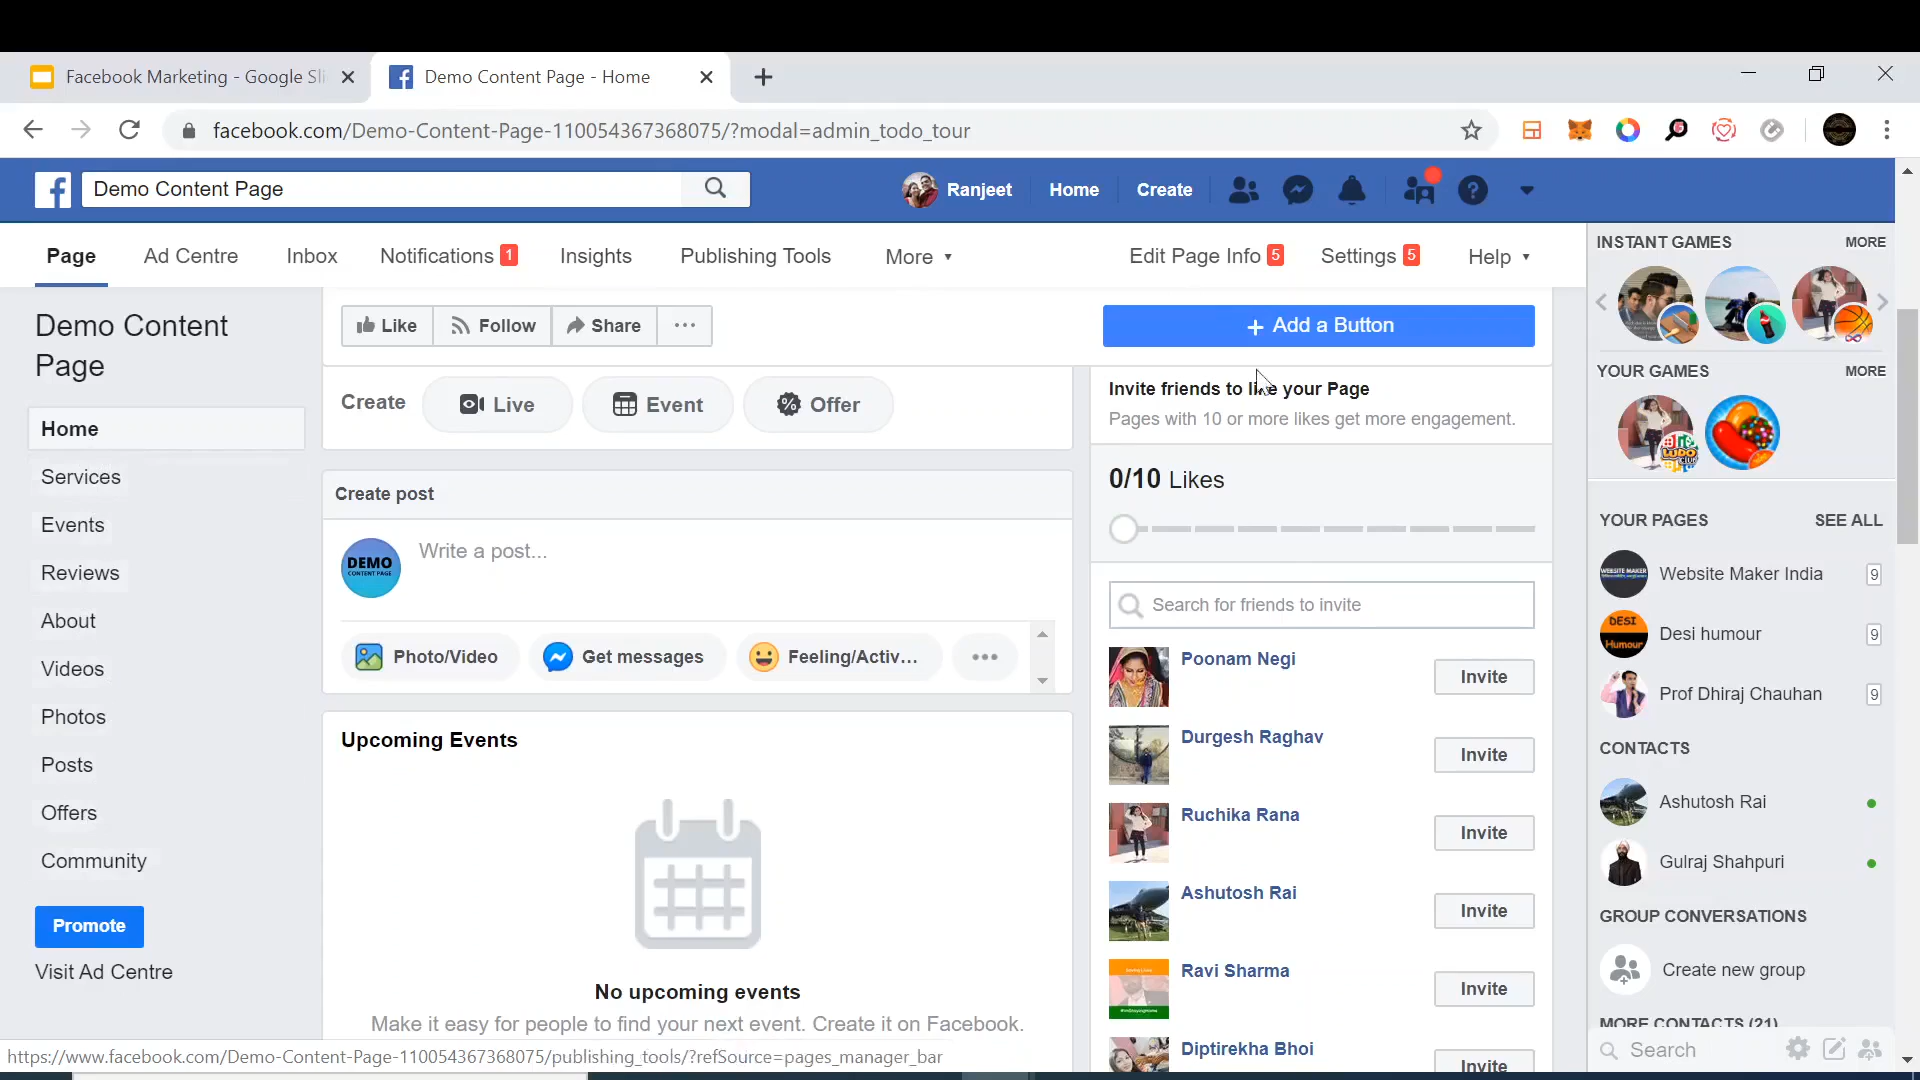 Facebook Marketing - Google Sli
Demo Content Page - Home
facebook.com/Demo-Content-Page-110054367368075/?modal=admin_todo_tour
Demo Content Page
Ranjeet
Home
Create
Page
Ad Centre
Inbox
Notifications 1
Insights
Publishing Tools
More
Edit Page Info 5
Settings 5
Help
Demo Content
Page
Home
Services
Events
Reviews
About
Videos
Photos
Posts
Offers
Community
Promote
Visit Ad Centre
Like
Follow
Share
+ Add a Button
Create
Live
Event
Offer
Create post
DEMO
CONTENT PAGE
Write a post...
Photo/Video
Get messages
Feeling/Activ...
Upcoming Events
No upcoming events
Make it easy for people to find your next event. Create it on Facebook.
Invite friends to like your Page
Pages with 10 or more likes get more engagement.
0/10 Likes
Search for friends to invite
Poonam Negi
Invite
Durgesh Raghav
Invite
Ruchika Rana
Invite
Ashutosh Rai
Invite
Ravi Sharma
Invite
Diptirekha Bhoi
Invite
INSTANT GAMES
MORE
YOUR GAMES
MORE
LUDO
YOUR PAGES
SEE ALL
WEBSITE MAKER
Website Maker India
9
DESI
Humour
Desi humour
9
Prof Dhiraj Chauhan
9
CONTACTS
Ashutosh Rai
Gulraj Shahpuri
GROUP CONVERSATIONS
Create new group
MORE CONTACTS (21)
Search
https://www.facebook.com/Demo-Content-Page-110054367368075/publishing_tools/?refSource=pages_manager_bar